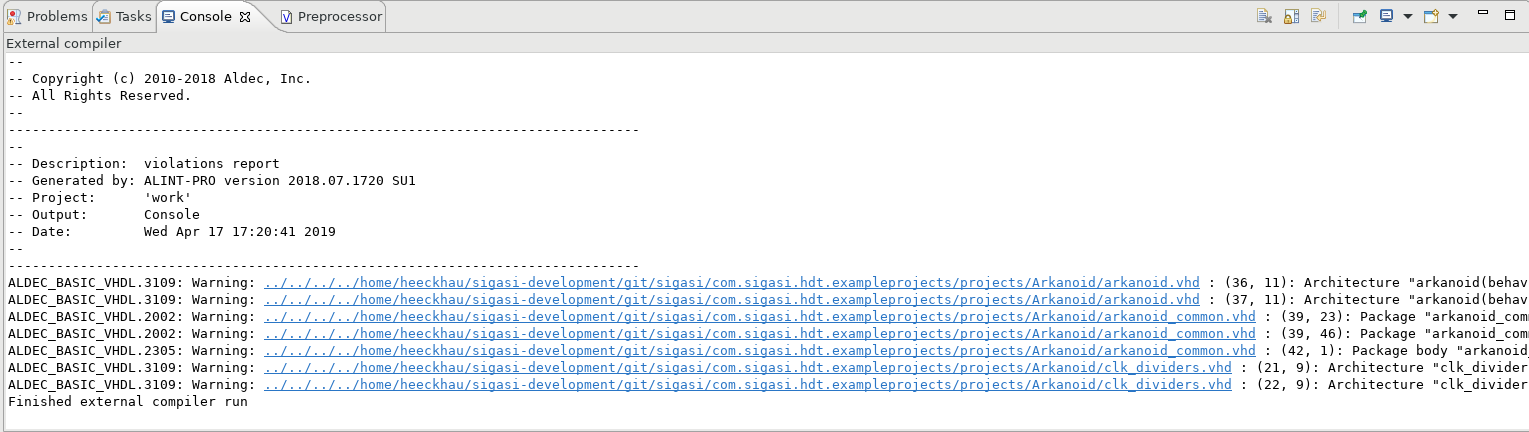 Problems Tasks Console Preprocessor
External compiler
--
-- Copyright (c) 2010-2018 Aldec, Inc.
-- All Rights Reserved.
--
-------------------------------------------------------------------------------
--
-- Description:  violations report
-- Generated by: ALINT-PRO version 2018.07.1720 SU1
-- Project:      'work'
-- Output:       Console
-- Date:         Wed Apr 17 17:20:41 2019
--
-------------------------------------------------------------------------------
ALDEC_BASIC_VHDL.3109: Warning: ../../../../home/heeckhau/sigasi-development/git/sigasi/com.sigasi.hdt.exampleprojects/projects/Arkanoid/arkanoid.vhd : (36, 11): Architecture "arkanoid(behav
ALDEC_BASIC_VHDL.3109: Warning: ../../../../home/heeckhau/sigasi-development/git/sigasi/com.sigasi.hdt.exampleprojects/projects/Arkanoid/arkanoid.vhd : (37, 11): Architecture "arkanoid(behav
ALDEC_BASIC_VHDL.2002: Warning: ../../../../home/heeckhau/sigasi-development/git/sigasi/com.sigasi.hdt.exampleprojects/projects/Arkanoid/arkanoid_common.vhd : (39, 23): Package "arkanoid_com
ALDEC_BASIC_VHDL.2002: Warning: ../../../../home/heeckhau/sigasi-development/git/sigasi/com.sigasi.hdt.exampleprojects/projects/Arkanoid/arkanoid_common.vhd : (39, 46): Package "arkanoid_com
ALDEC_BASIC_VHDL.2305: Warning: ../../../../home/heeckhau/sigasi-development/git/sigasi/com.sigasi.hdt.exampleprojects/projects/Arkanoid/arkanoid_common.vhd : (42, 1): Package body "arkanoid_
ALDEC_BASIC_VHDL.3109: Warning: ../../../../home/heeckhau/sigasi-development/git/sigasi/com.sigasi.hdt.exampleprojects/projects/Arkanoid/clk_dividers.vhd : (21, 9): Architecture "clk_divider
ALDEC_BASIC_VHDL.3109: Warning: ../../../../home/heeckhau/sigasi-development/git/sigasi/com.sigasi.hdt.exampleprojects/projects/Arkanoid/clk_dividers.vhd : (22, 9): Architecture "clk_divider
Finished external compiler run